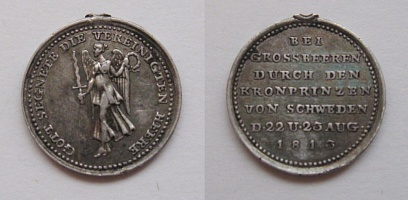 GOTT SEGNETE DIE VEREINIGTEN HEERE
BEI
GROSSBEEREN
DURCH DEN
KRONPRINZEN
VON SCHWEDEN
D.22 U.23 AUG.
1813